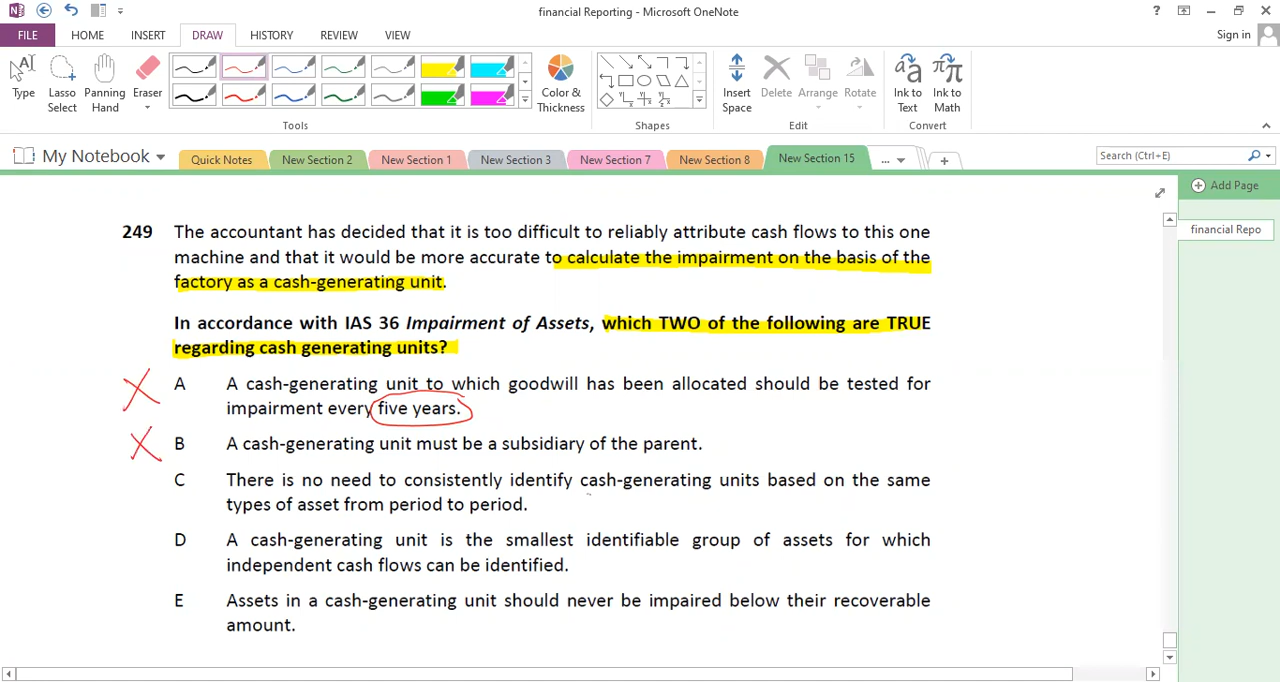 financial Reporting - Microsoft OneNote
FILE HOME INSERT DRAW HISTORY REVIEW VIEW
Sign in
Type
Lasso Select
Panning Hand
Eraser
Color & Thickness
Insert Space
Delete
Arrange
Rotate
Ink to Text
Ink to Math
Tools
Shapes
Edit
Convert
My Notebook
Quick Notes
New Section 2
New Section 1
New Section 3
New Section 7
New Section 8
New Section 15
...
Search (Ctrl+E)
Add Page
financial Repo
249 The accountant has decided that it is too difficult to reliably attribute cash flows to this one
machine and that it would be more accurate to calculate the impairment on the basis of the
factory as a cash-generating unit.
In accordance with IAS 36 Impairment of Assets, which TWO of the following are TRUE
regarding cash generating units?
A A cash-generating unit to which goodwill has been allocated should be tested for
impairment every five years.
B A cash-generating unit must be a subsidiary of the parent.
C There is no need to consistently identify cash-generating units based on the same
types of asset from period to period.
D A cash-generating unit is the smallest identifiable group of assets for which
independent cash flows can be identified.
E Assets in a cash-generating unit should never be impaired below their recoverable
amount.